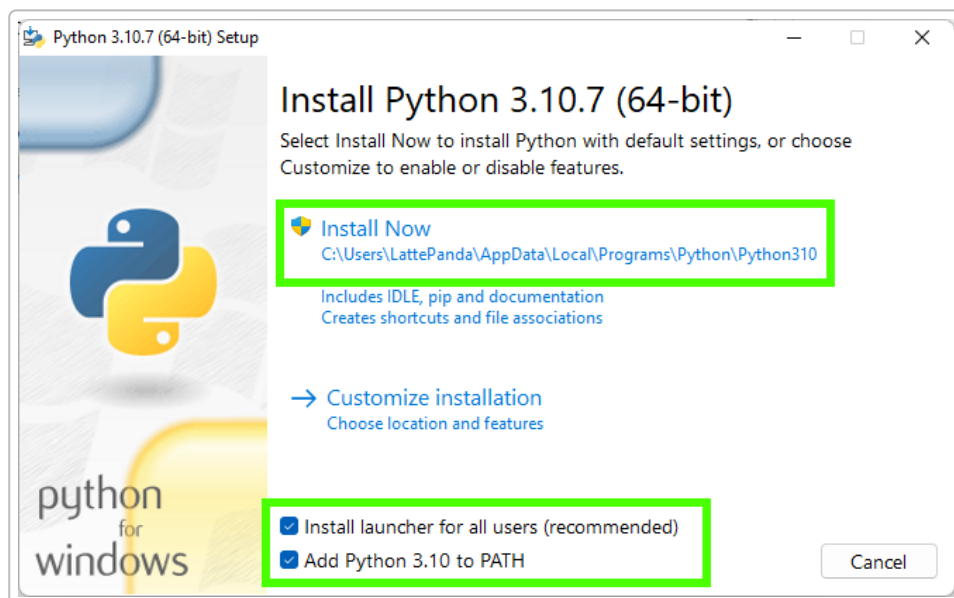 Python 3.10.7 (64-bit) Setup
Install Python 3.10.7 (64-bit)
Select Install Now to install Python with default settings, or choose
Customize to enable or disable features.
Install Now
C:\Users\LattePanda\AppData\Local\Programs\Python\Python310
Includes IDLE, pip and documentation
Creates shortcuts and file associations
Customize installation
Choose location and features
python
for
windows
Install launcher for all users (recommended)
Add Python 3.10 to PATH
Cancel